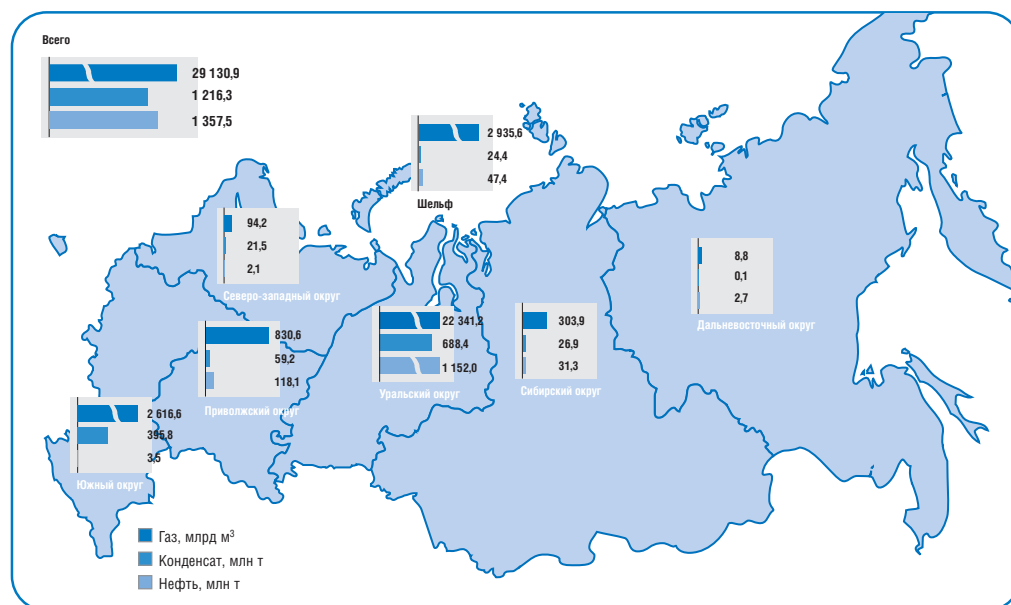 Всего
29 130,9
1 216,3
1 357,5
2 935,6
24,4
47,4
Шельф
94,2
21,5
2,1
Северо-западный округ
8,8
0,1
2,7
Дальневосточный округ
830,6
59,2
118,1
Приволжский округ
22 341,2
688,4
1 152,0
Уральский округ
303,9
26,9
31,3
Сибирский округ
2 616,6
395,8
3,5
Южный округ
Газ, млрд м³
Конденсат, млн т
Нефть, млн т